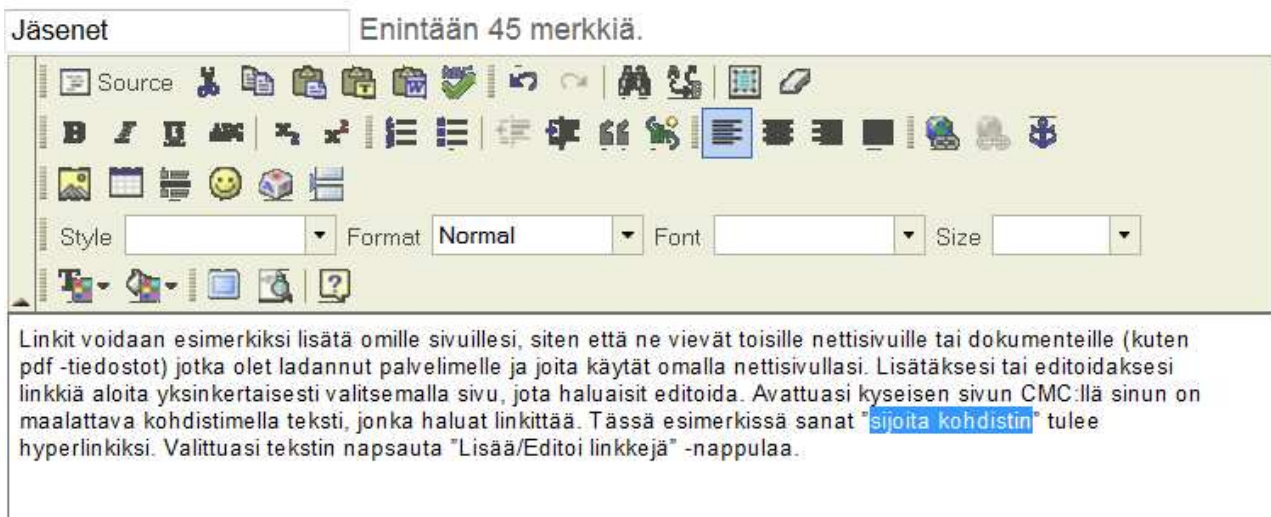 Jäsenet Enintään 45 merkkiä.
Source
Style Format Normal Font Size
Linkit voidaan esimerkiksi lisätä omille sivuillesi, siten että ne vievät toisille nettisivuille tai dokumenteille (kuten
pdf -tiedostot) jotka olet ladannut palvelimelle ja joita käytät omalla nettisivullasi. Lisätäksesi tai editoidaksesi
linkkiä aloita yksinkertaisesti valitsemalla sivu, jota haluaisit editoida. Avattuasi kyseisen sivun CMC:llä sinun on
maalattava kohdistimella teksti, jonka haluat linkittää. Tässä esimerkissä sanat "sijoita kohdistin" tulee
hyperlinkiksi. Valittuasi tekstin napsauta "Lisää/Editoi linkkejä" -nappulaa.